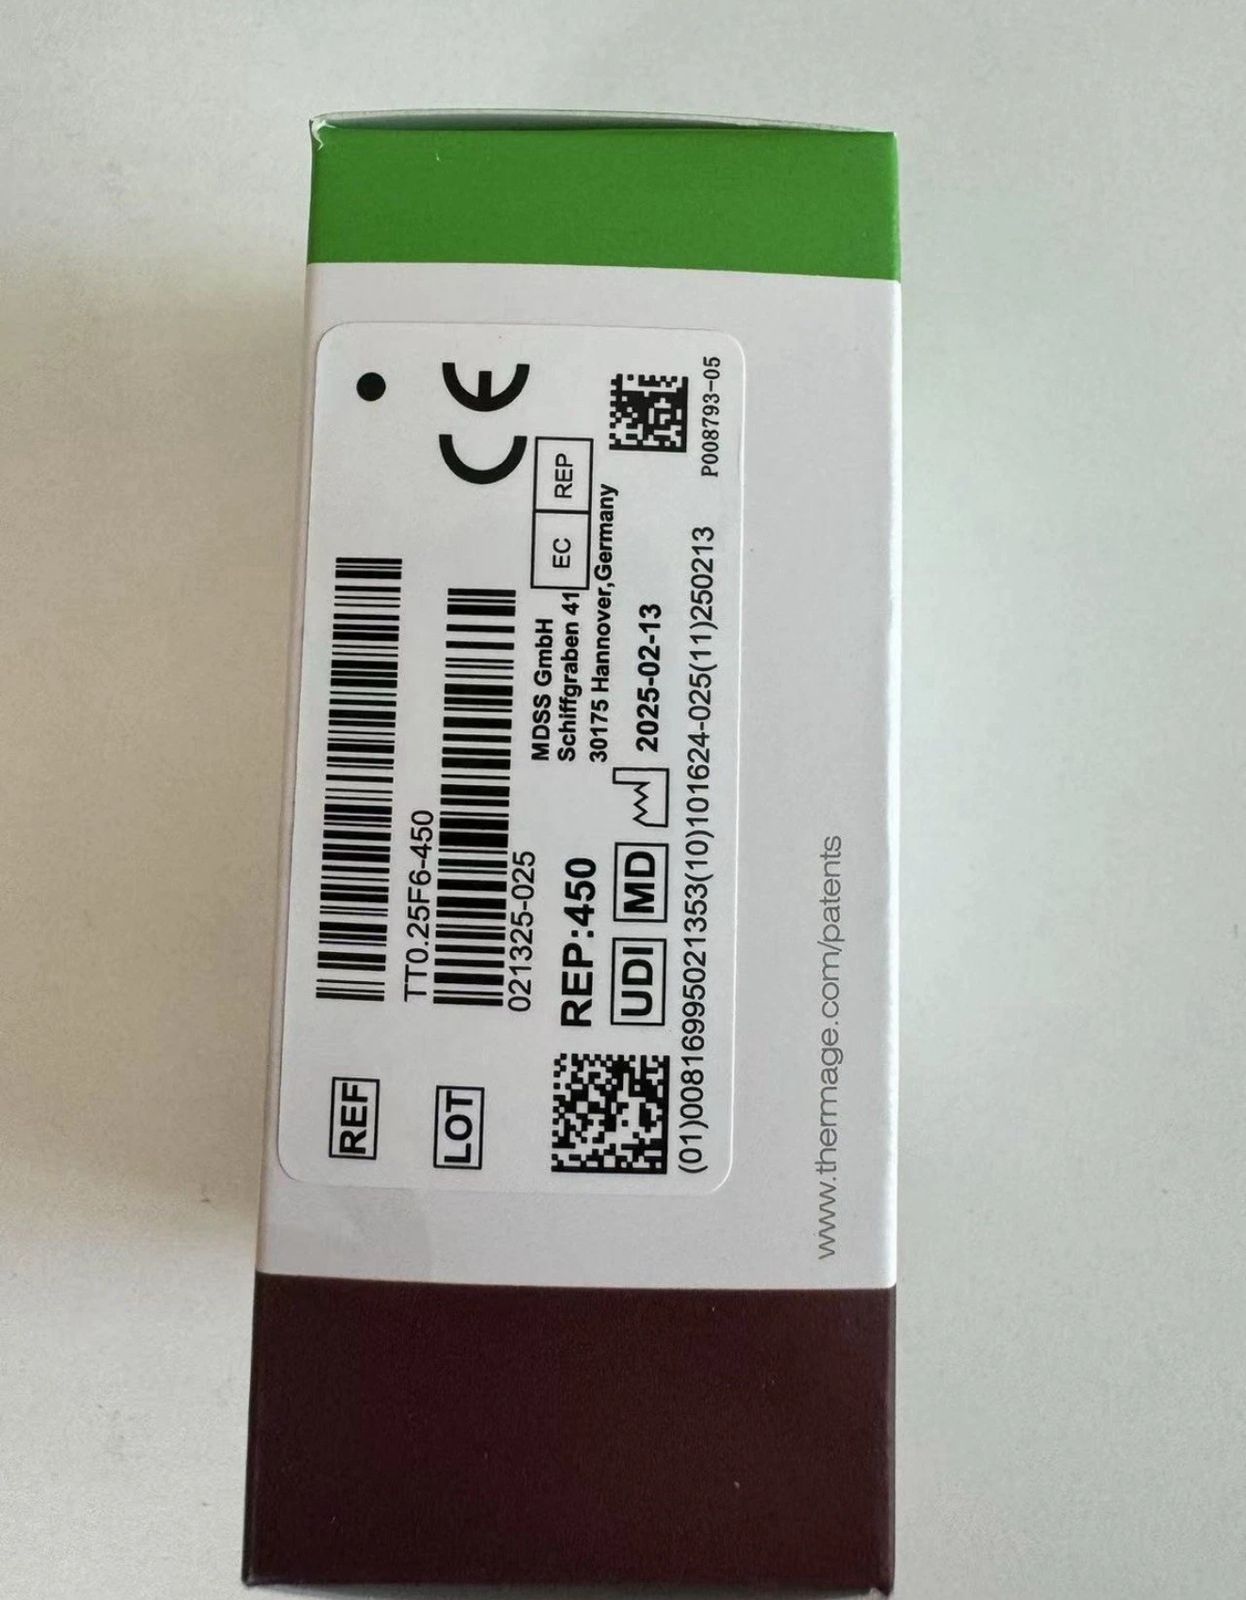 REF
TT0.25F6-450
LOT
021325-025
CE
MDSS GmbH
Schiffgraben 41
30175 Hannover,Germany
EC REP
REP:450
UDI MD 2025-02-13
(01)00816995021353(10)101624-025(11)250213
P008793-05
www.thermage.com/patents